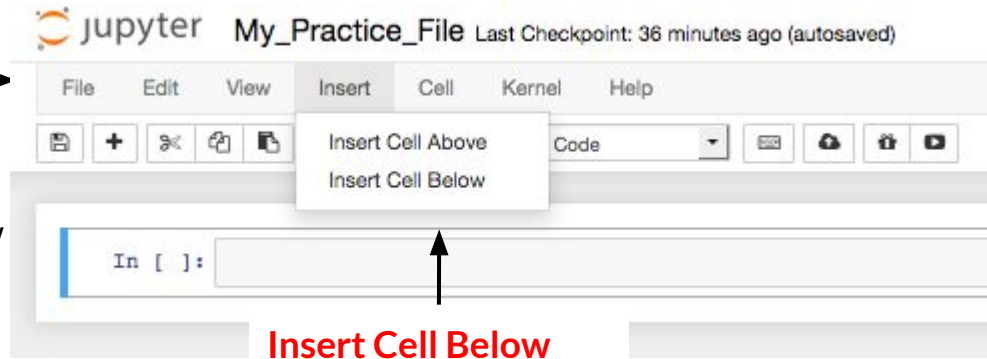 jupyter My_Practice_File Last Checkpoint: 36 minutes ago (autosaved)
File Edit View Insert Cell Kernel Help
Code
Insert Cell Above
Insert Cell Below
In [ ]:
Insert Cell Below